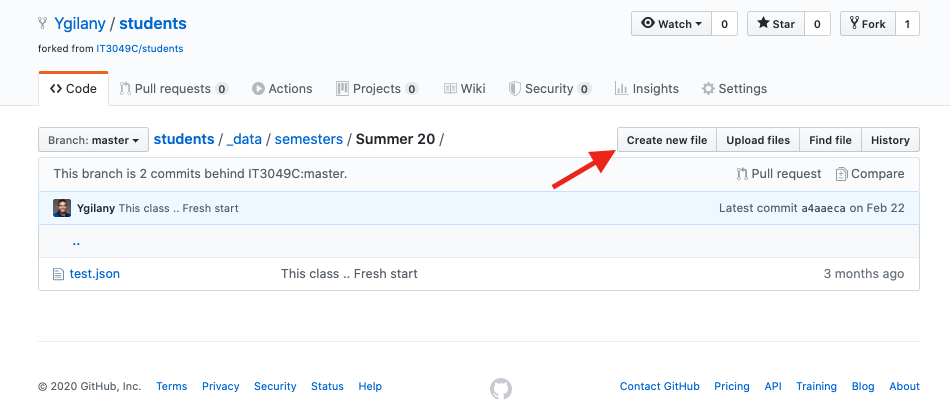 Ygilany / students
Watch 0 Star 0 Fork 1
forked from IT3049C/students
Code Pull requests 0 Actions Projects 0 Wiki Security 0 Insights Settings
Branch: master students / _data / semesters / Summer 20 / Create new file Upload files Find file History
This branch is 2 commits behind IT3049C:master. Pull request Compare
Ygilany This class .. Fresh start Latest commit a4aaeca on Feb 22
..
test.json This class .. Fresh start 3 months ago
© 2020 GitHub, Inc. Terms Privacy Security Status Help Contact GitHub Pricing API Training Blog About